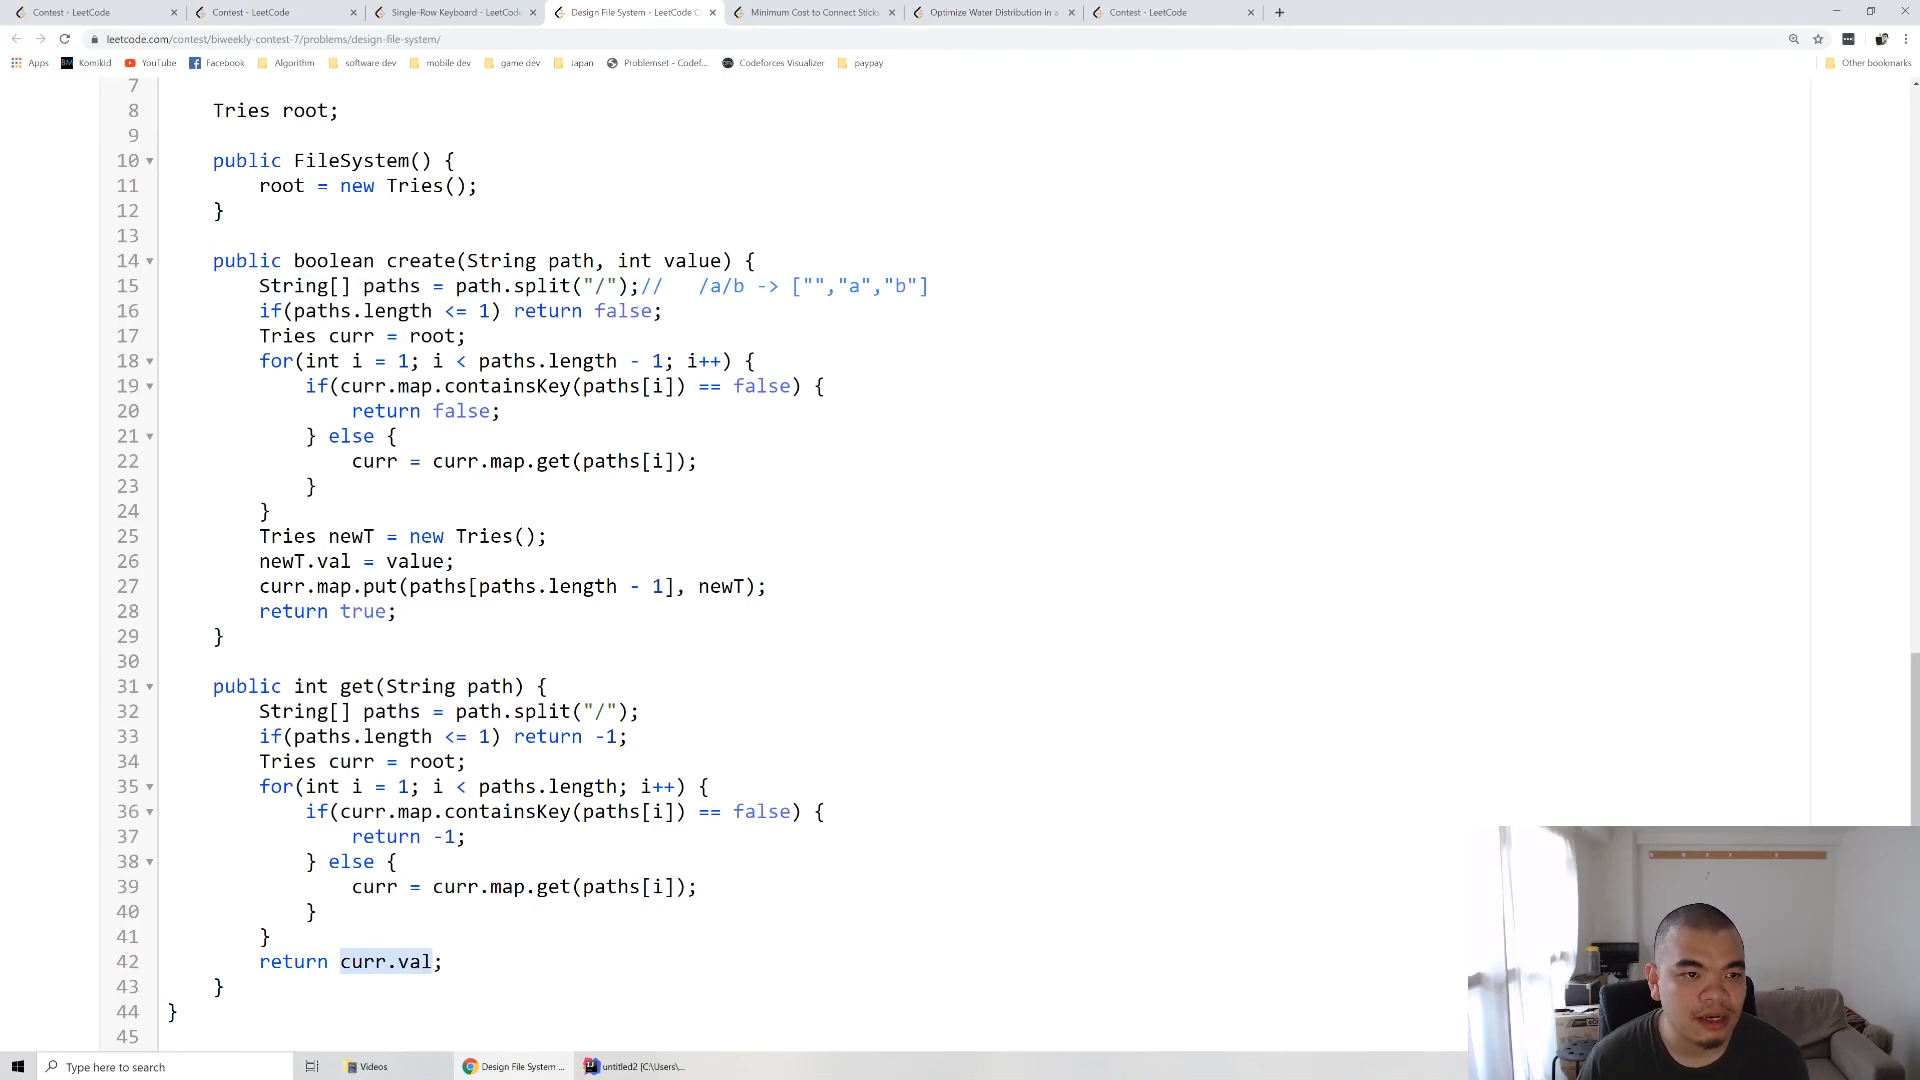 Contest - LeetCode
Contest - LeetCode
Single-Row Keyboard - LeetCode
Design File System - LeetCode C
Minimum Cost to Connect Sticks
Optimize Water Distribution in a
Contest - LeetCode
leetcode.com/contest/biweekly-contest-7/problems/design-file-system/
Apps
Komikid
YouTube
Facebook
Algorithm
software dev
mobile dev
game dev
Japan
Problemset - Codef...
Codeforces Visualizer
paypay
Other bookmarks
7
8 Tries root;
9
10 public FileSystem() {
11 root = new Tries();
12 }
13
14 public boolean create(String path, int value) {
15 String[] paths = path.split("/");// /a/b -> ["","a","b"]
16 if(paths.length <= 1) return false;
17 Tries curr = root;
18 for(int i = 1; i < paths.length - 1; i++) {
19 if(curr.map.containsKey(paths[i]) == false) {
20 return false;
21 } else {
22 curr = curr.map.get(paths[i]);
23 }
24 }
25 Tries newT = new Tries();
26 newT.val = value;
27 curr.map.put(paths[paths.length - 1], newT);
28 return true;
29 }
30
31 public int get(String path) {
32 String[] paths = path.split("/");
33 if(paths.length <= 1) return -1;
34 Tries curr = root;
35 for(int i = 1; i < paths.length; i++) {
36 if(curr.map.containsKey(paths[i]) == false) {
37 return -1;
38 } else {
39 curr = curr.map.get(paths[i]);
40 }
41 }
42 return curr.val;
43 }
44 }
45
Type here to search
Videos
Design File System ...
untitled2 [C:\Users\...